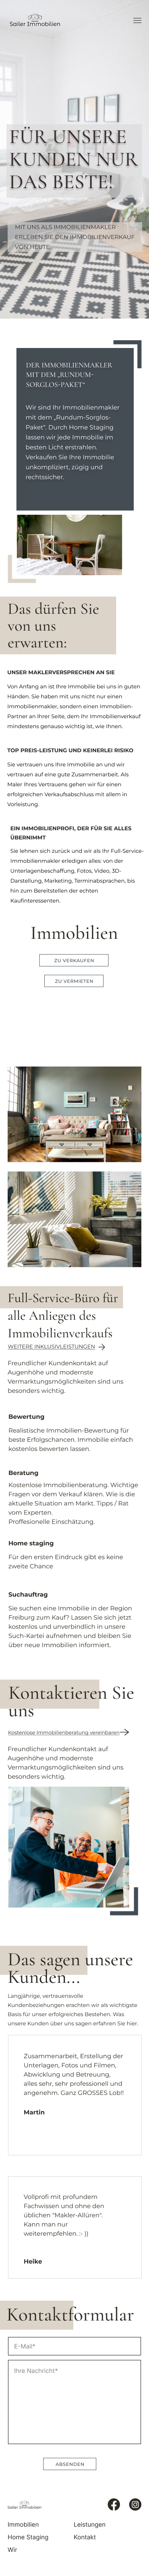 Sailer Immobilien
FÜR UNSERE
KUNDEN NUR
DAS BESTE!
MIT UNS ALS IMMOBILIENMAKLER
ERLEBEN SIE DEN IMMOBILIENVERKAUF
VON HEUTE.
DER IMMOBILIENMAKLER
MIT DEM „RUNDUM-
SORGLOS-PAKET“
Wir sind Ihr Immobilienmakler
mit dem „Rundum-Sorglos-
Paket“. Durch Home Staging
lassen wir jede Immobilie im
besten Licht erstrahlen.
Verkaufen Sie Ihre Immobilie
unkompliziert, zügig und
rechtssicher.
Das dürfen Sie
von uns
erwarten:
UNSER MAKLERVERSPRECHEN AN SIE
Von Anfang an ist Ihre Immobilie bei uns in guten
Händen. Sie haben mit uns nicht nur einen
Immobilienmakler, sondern einen Immobilien-
Partner an Ihrer Seite, dem Ihr Immobilienverkauf
mindestens genauso wichtig ist, wie Ihnen.
TOP PREIS-LEISTUNG UND KEINERLEI RISIKO
Sie vertrauen uns Ihre Immobilie an und wir
vertrauen auf eine gute Zusammenarbeit. Als
Maler Ihres Vertrauens gehen wir für einen
erfolgreichen Verkaufsabschluss mit allem in
Vorleistung.
EIN IMMOBILIENPROFI, DER FÜR SIE ALLES
ÜBERNIMMT
Sie lehnen sich zurück und wir als Ihr Full-Service-
Immobilienmakler erledigen alles: von der
Unterlagenbeschaffung, Fotos, Video, 3D-
Darstellung, Marketing, Terminabsprachen, bis
hin zum Bereitstellen der echten
Kaufinteressenten.
Immobilien
ZU VERKAUFEN
ZU VERMIETEN
Full-Service-Büro für
alle Anliegen des
Immobilienverkaufs
WEITERE INKLUSIVLEISTUNGEN
Freundlicher Kundenkontakt auf
Augenhöhe und modernste
Vermarktungsmöglichkeiten sind uns
besonders wichtig.
Bewertung
Realistische Immobilien-Bewertung für
beste Erfolgschancen. Immobilie einfach
kostenlos bewerten lassen.
Beratung
Kostenlose Immobilienberatung. Wichtige
Fragen vor dem Verkauf klären. Wie is die
aktuelle Situation am Markt. Tipps / Rat
vom Experten.
Proffesionelle Einschätzung.
Home staging
Für den ersten Eindruck gibt es keine
zweite Chance
Suchauftrag
Sie suchen eine Immobilie in der Region
Freiburg zum Kauf? Lassen Sie sich jetzt
kostenlos und unverbindlich in unsere
Such-Kartei aufnehmen und bleiben Sie
über neue Immobilien informiert.
Kontaktieren Sie
uns
Kostenlose Immobilienberatung vereinbaren
Freundlicher Kundenkontakt auf
Augenhöhe und modernste
Vermarktungsmöglichkeiten sind uns
besonders wichtig.
Das sagen unsere
Kunden...
Langjährige, vertrauensvolle
Kundenbeziehungen erachten wir als wichtigste
Basis für unser erfolgreiches Bestehen. Was
unsere Kunden über uns sagen erfahren Sie hier.
Zusammenarbeit, Erstellung der
Unterlagen, Fotos und Filmen,
Abwicklung und Betreuung,
alles sehr, sehr professionell und
angenehm. Ganz GROSSES Lob!!
Martin
Vollprofi mit profundem
Fachwissen und ohne den
üblichen "Makler-Allüren".
Kann man nur
weiterempfehlen. :- ))
Heike
Kontaktformular
E-Mail*
Ihre Nachricht*
ABSENDEN
Sailer Immobilien
Immobilien
Leistungen
Home Staging
Kontakt
Wir